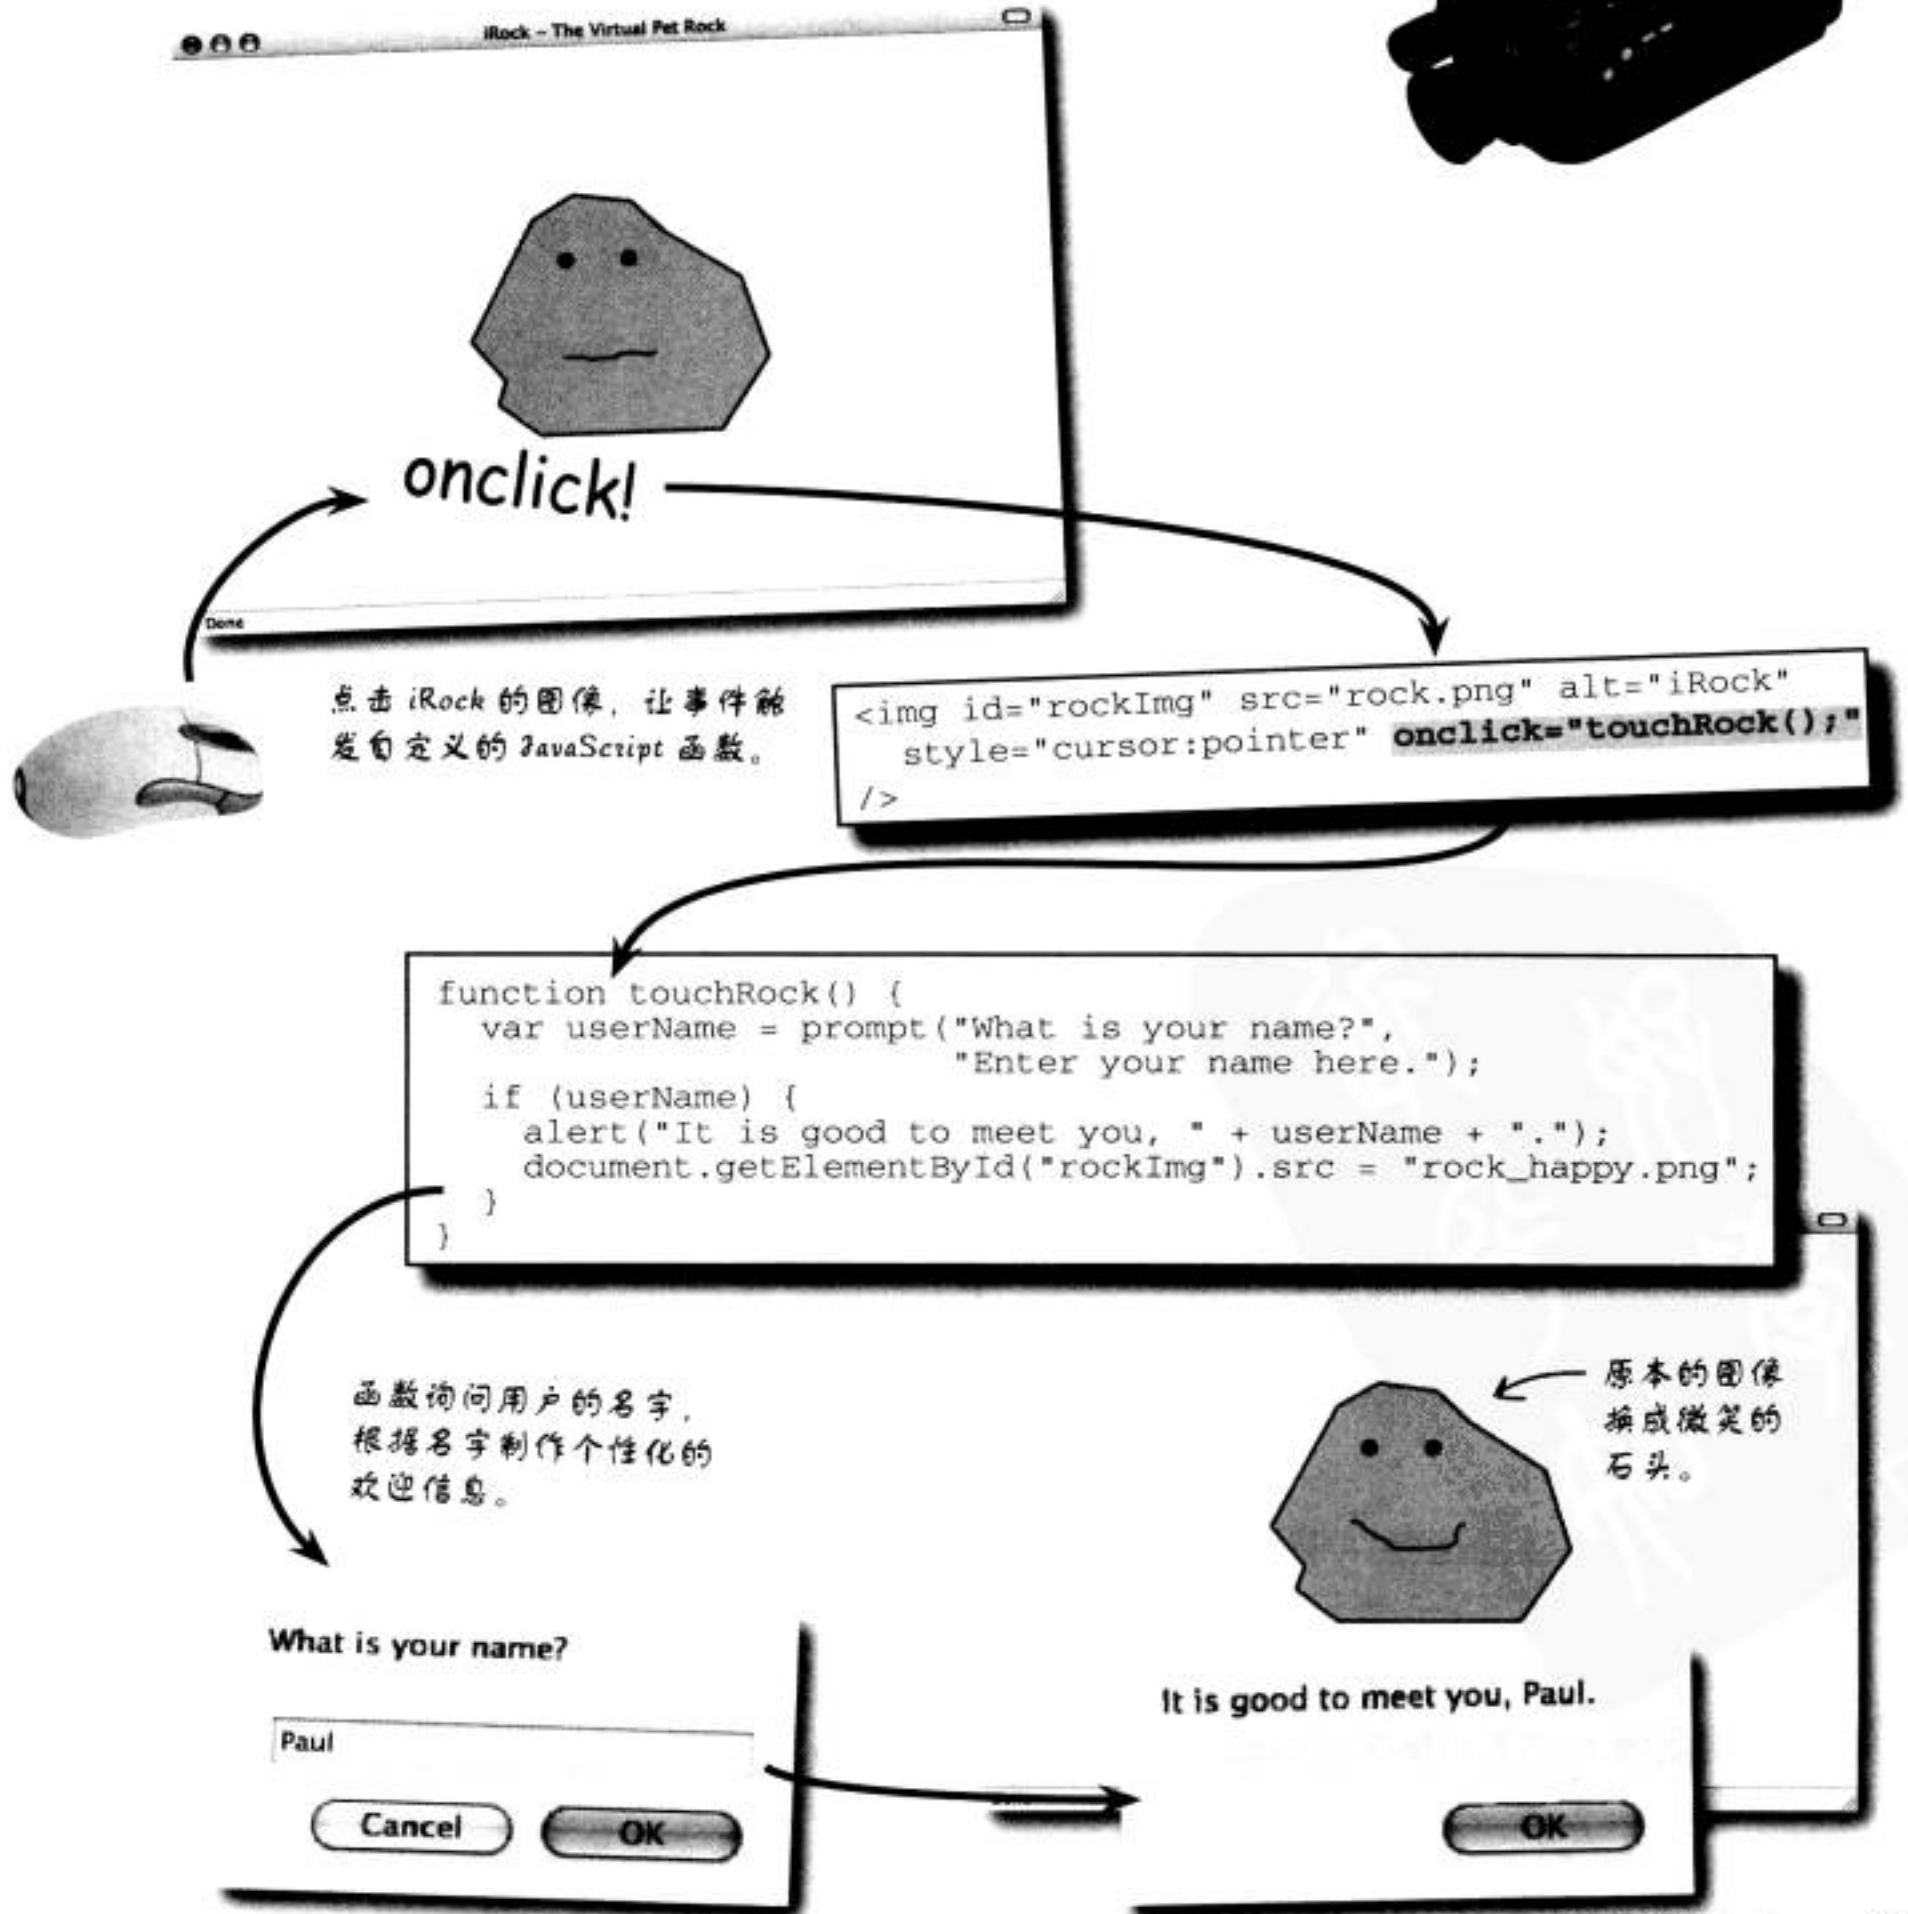 iRock - The Virtual Pet Rock
onclick!
Done
点击 iRock 的图像，让事件触
发自定义的 JavaScript 函数。
<img id="rockImg" src="rock.png" alt="iRock"
style="cursor:pointer" onclick="touchRock();"
/>
function touchRock() {
var userName = prompt("What is your name?",
"Enter your name here.");
if (userName) {
alert("It is good to meet you, " + userName + ".");
document.getElementById("rockImg").src = "rock_happy.png";
}
}
函数询问用户的名字，
根据名字制作个性化的
欢迎信息。
原本的图像
换成微笑的
石头。
What is your name?
Paul
Cancel
OK
It is good to meet you, Paul.
OK